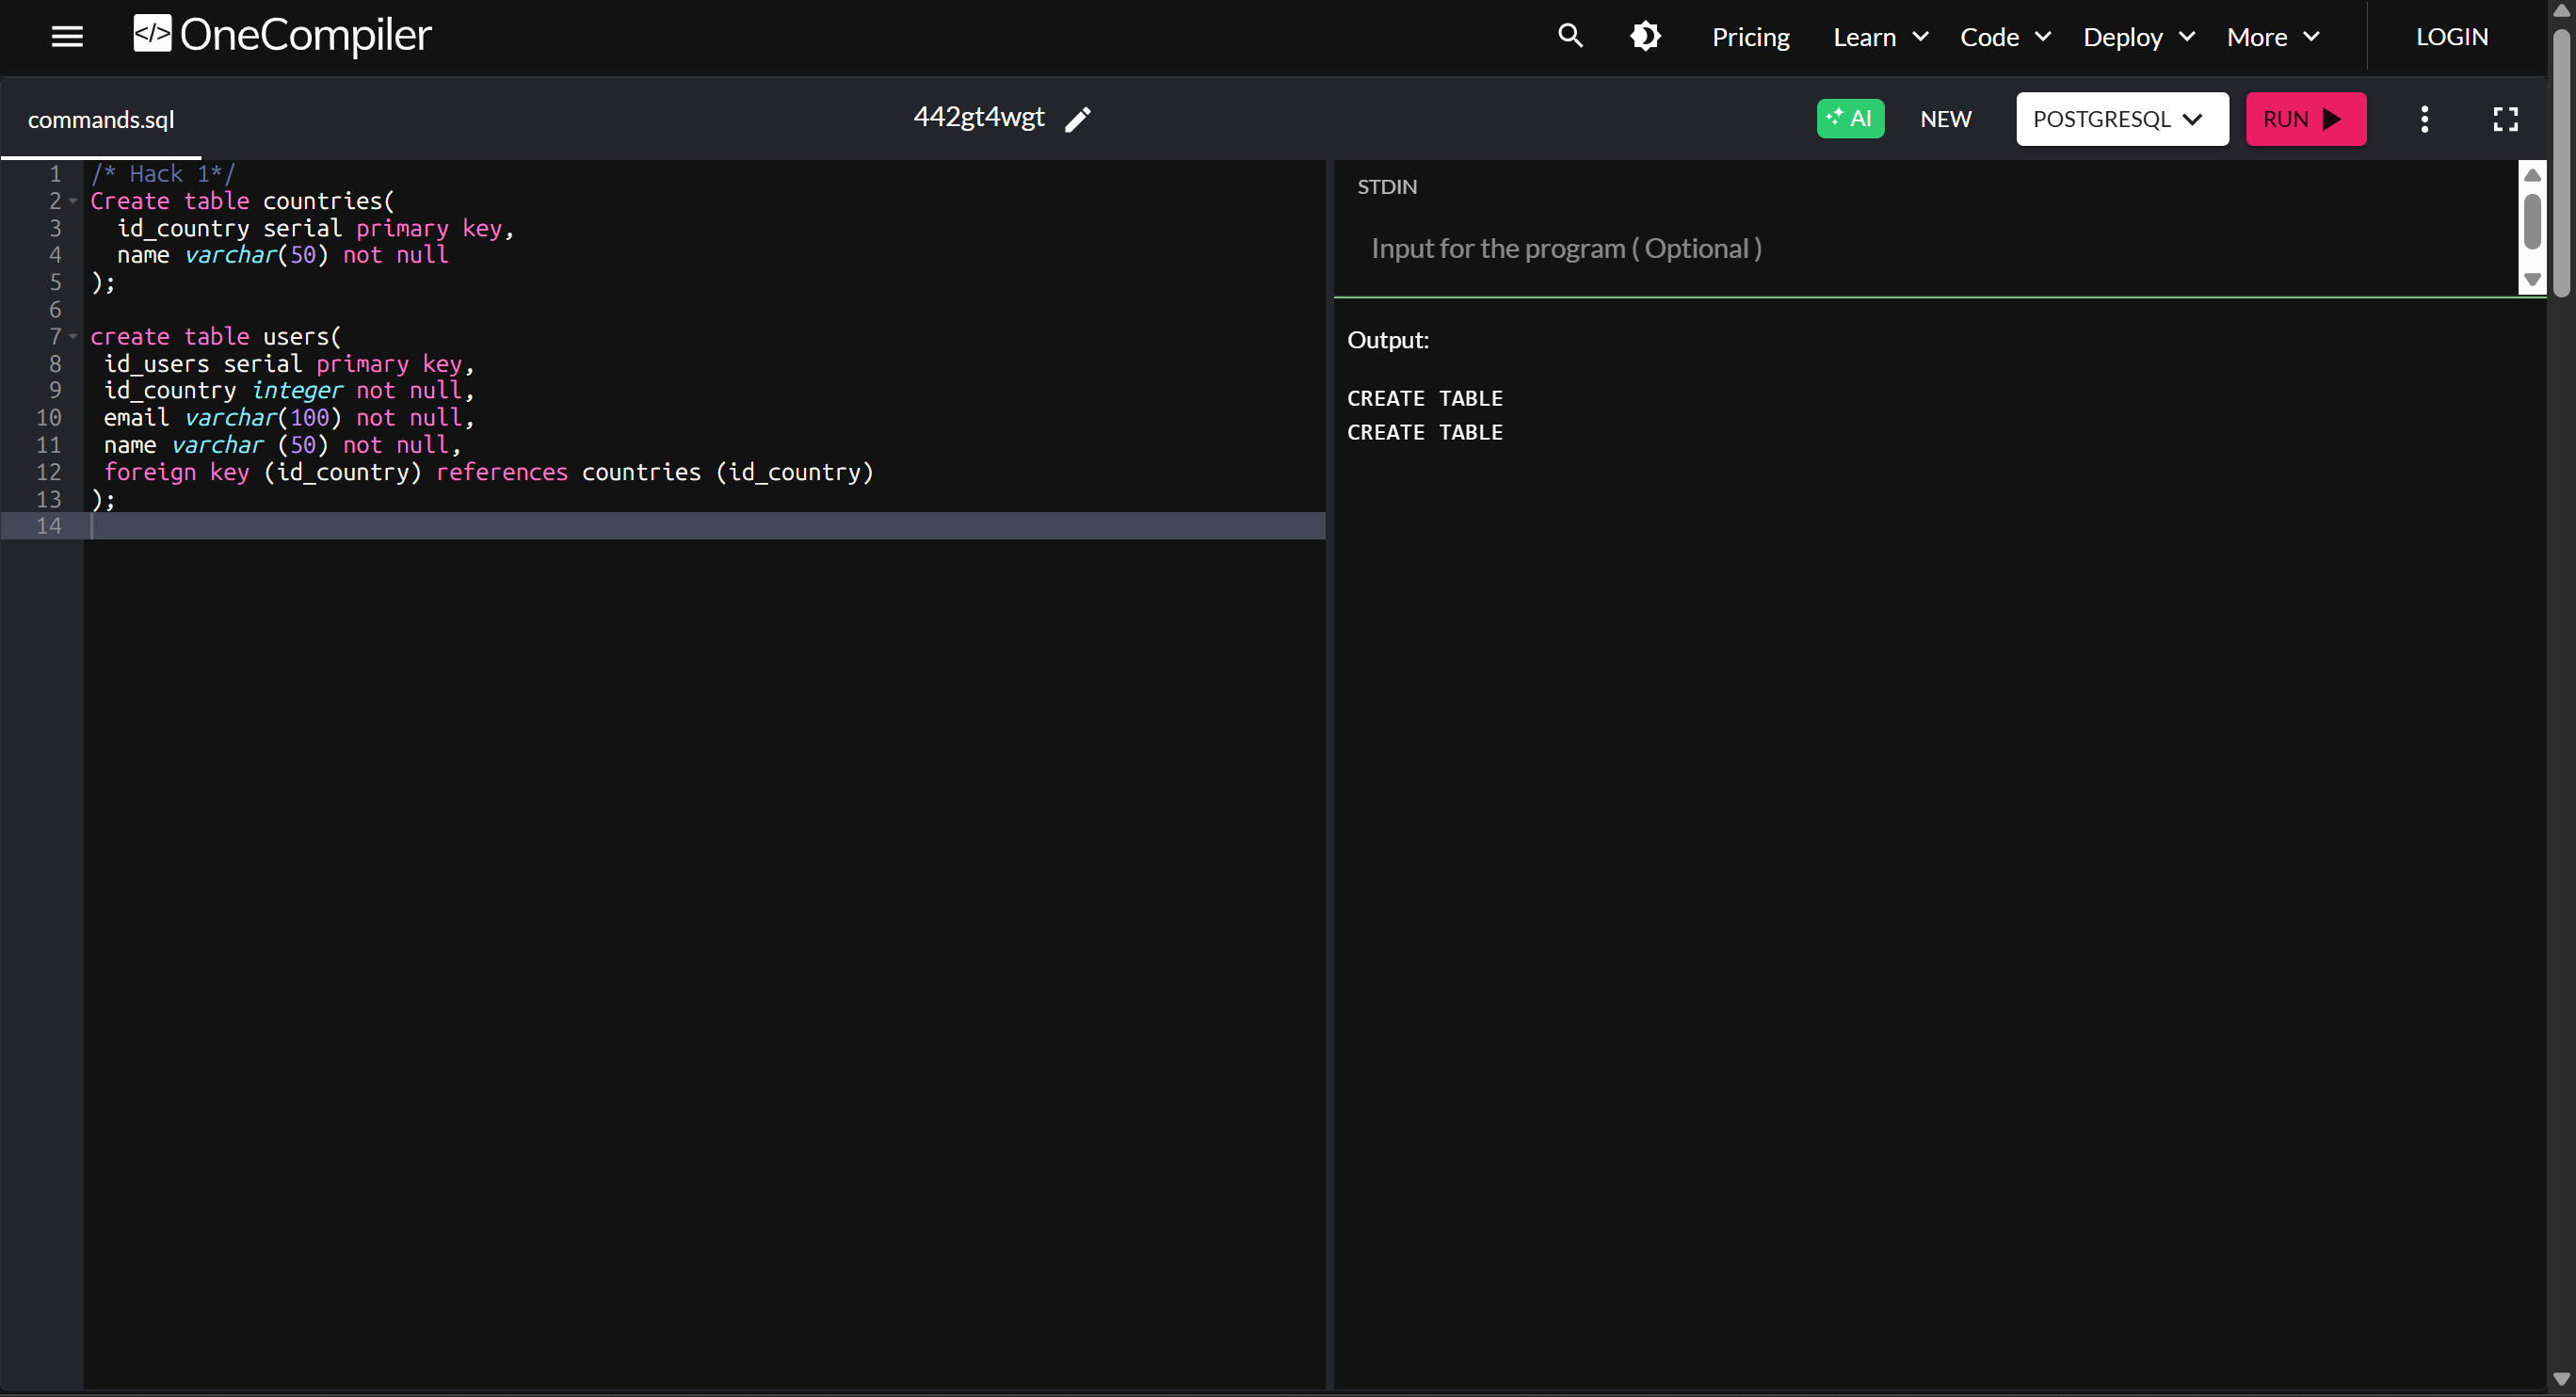 </> OneCompiler Pricing Learn Code Deploy More LOGIN
commands.sql 442gt4wgt AI NEW POSTGRESQL RUN
1 /* Hack 1*/
2 Create table countries(
3   id_country serial primary key,
4   name varchar(50) not null
5 );
6
7 create table users(
8  id_users serial primary key,
9  id_country integer not null,
10  email varchar(100) not null,
11  name varchar (50) not null,
12  foreign key (id_country) references countries (id_country)
13 );
14
STDIN
Input for the program ( Optional )
Output:
CREATE TABLE
CREATE TABLE